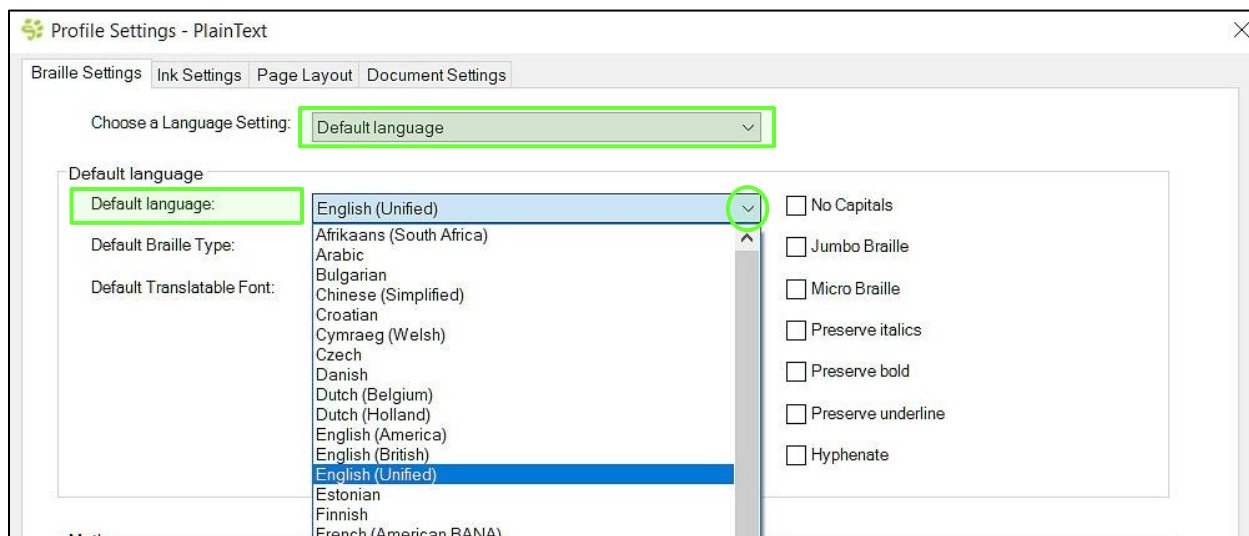 Profile Settings - PlainText
Braille Settings Ink Settings Page Layout Document Settings
Choose a Language Setting: Default language
Default language
Default language: English (Unified) No Capitals
Afrikaans (South Africa)
Default Braille Type: Jumbo Braille
Arabic
Bulgarian
Default Translatable Font: Chinese (Simplified) Micro Braille
Croatian
Cymraeg (Welsh) Preserve italics
Czech
Danish Preserve bold
Dutch (Belgium)
Dutch (Holland) Preserve underline
English (America)
English (British) Hyphenate
English (Unified)
Estonian
Finnish
French (American BANA)